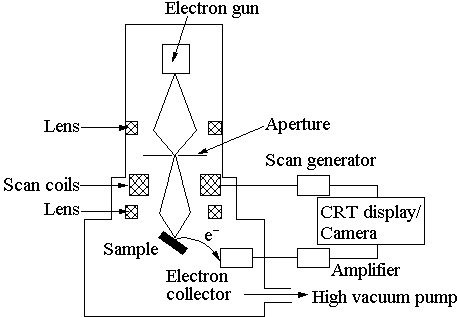 Electron gun
Lens
Aperture
Scan generator
Scan coils
Lens
CRT display/
Camera
Sample
e⁻
Electron
collector
Amplifier
High vacuum pump